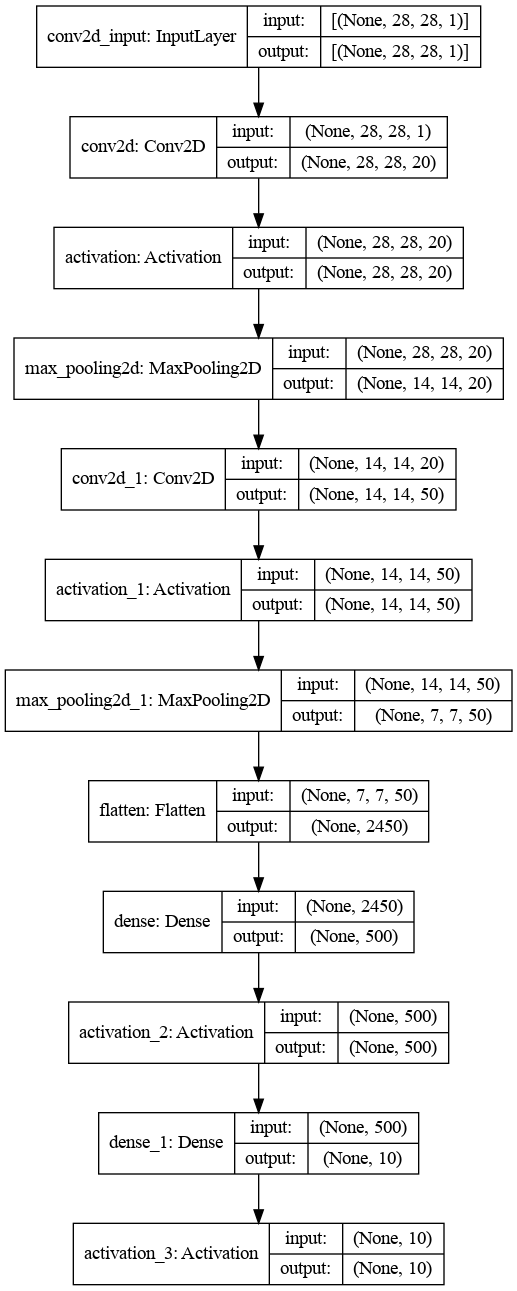 conv2d_input: InputLayer
input: [(None, 28, 28, 1)]
output: [(None, 28, 28, 1)]
conv2d: Conv2D
input: (None, 28, 28, 1)
output: (None, 28, 28, 20)
activation: Activation
input: (None, 28, 28, 20)
output: (None, 28, 28, 20)
max_pooling2d: MaxPooling2D
input: (None, 28, 28, 20)
output: (None, 14, 14, 20)
conv2d_1: Conv2D
input: (None, 14, 14, 20)
output: (None, 14, 14, 50)
activation_1: Activation
input: (None, 14, 14, 50)
output: (None, 14, 14, 50)
max_pooling2d_1: MaxPooling2D
input: (None, 14, 14, 50)
output: (None, 7, 7, 50)
flatten: Flatten
input: (None, 7, 7, 50)
output: (None, 2450)
dense: Dense
input: (None, 2450)
output: (None, 500)
activation_2: Activation
input: (None, 500)
output: (None, 500)
dense_1: Dense
input: (None, 500)
output: (None, 10)
activation_3: Activation
input: (None, 10)
output: (None, 10)